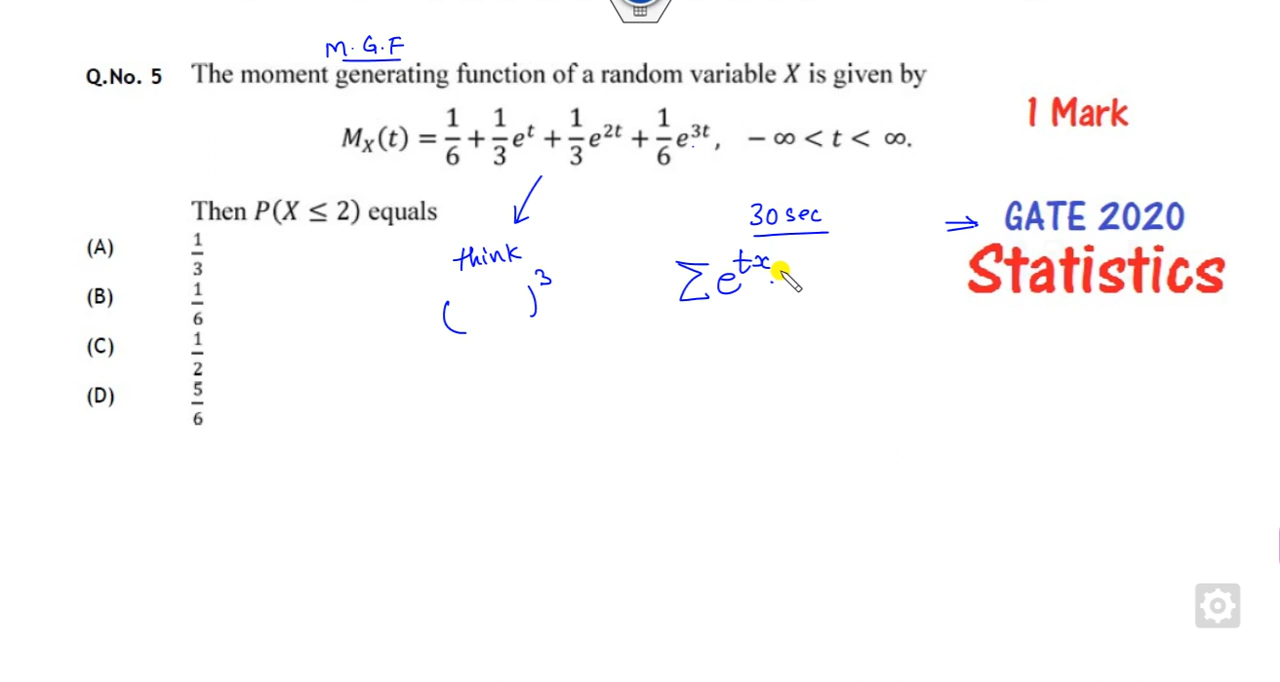 M.G.F
Q.No. 5 The moment generating function of a random variable X is given by
M_X(t) = 1/6 + 1/3 e^t + 1/3 e^{2t} + 1/6 e^{3t}, − ∞ < t < ∞.
1 Mark
Then P(X ≤ 2) equals
30 sec
⇒ GATE 2020
Statistics
think
( )^3
Σ e^{tx}
(A) 1/3
(B) 1/6
(C) 1/2
(D) 5/6